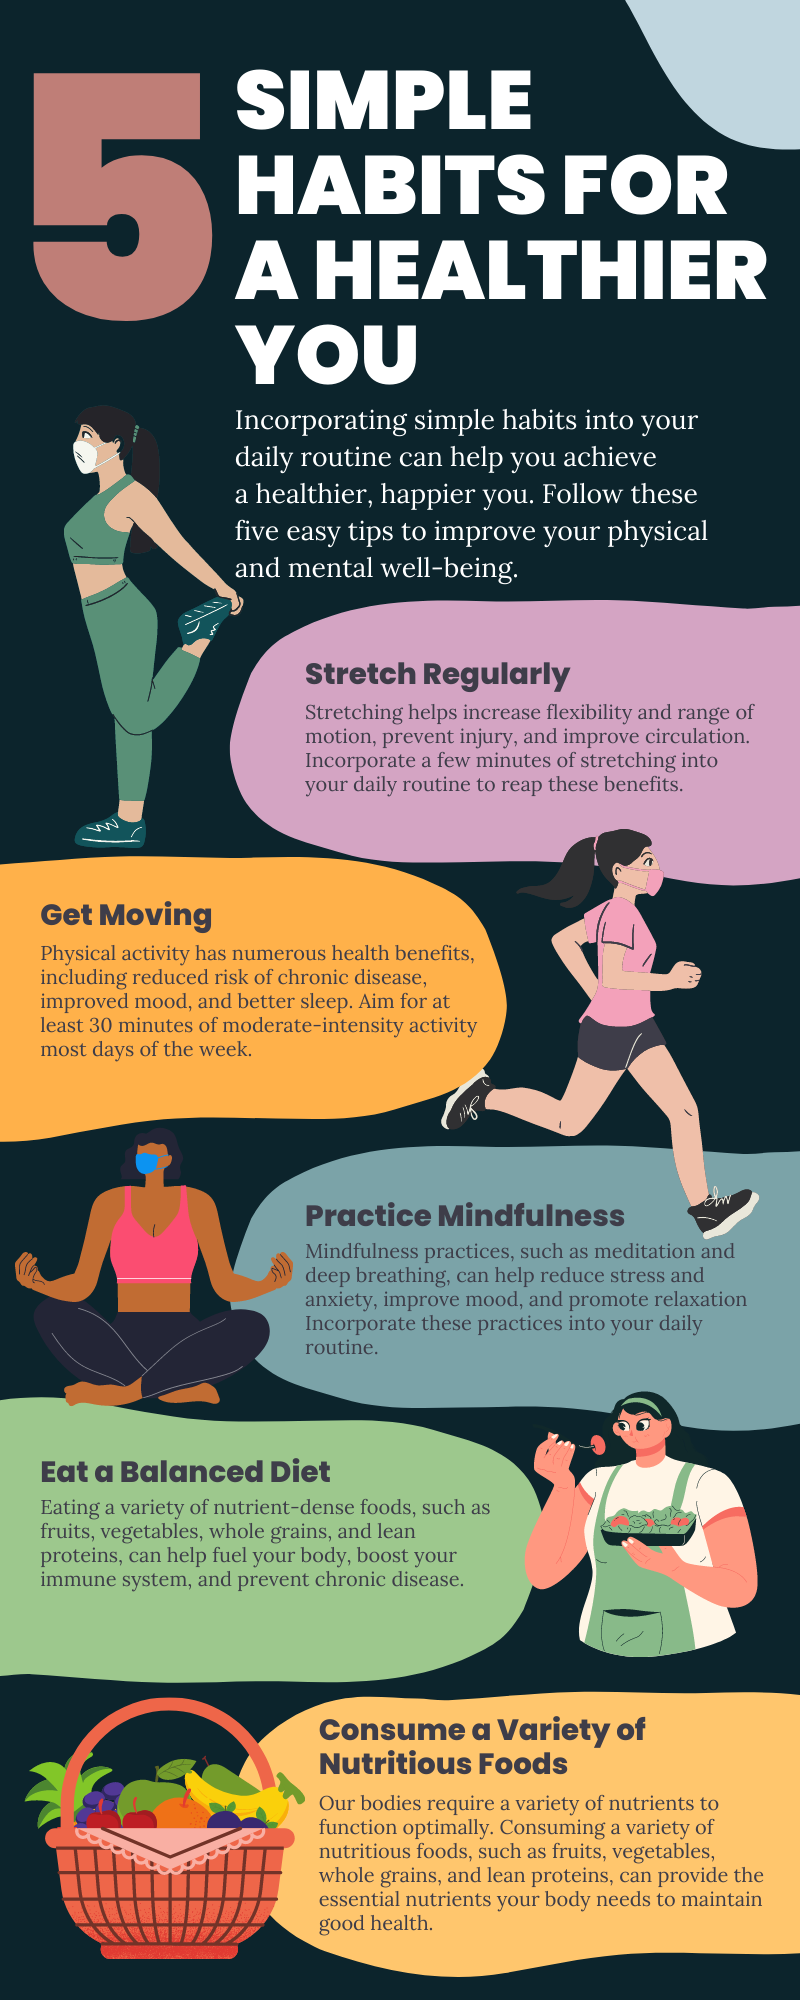 5
SIMPLE
HABITS FOR
A HEALTHIER
YOU
Incorporating simple habits into your
daily routine can help you achieve
a healthier, happier you. Follow these
five easy tips to improve your physical
and mental well-being.
Stretch Regularly
Stretching helps increase flexibility and range of
motion, prevent injury, and improve circulation.
Incorporate a few minutes of stretching into
your daily routine to reap these benefits.
Get Moving
Physical activity has numerous health benefits,
including reduced risk of chronic disease,
improved mood, and better sleep. Aim for at
least 30 minutes of moderate-intensity activity
most days of the week.
Practice Mindfulness
Mindfulness practices, such as meditation and
deep breathing, can help reduce stress and
anxiety, improve mood, and promote relaxation
Incorporate these practices into your daily
routine.
Eat a Balanced Diet
Eating a variety of nutrient-dense foods, such as
fruits, vegetables, whole grains, and lean
proteins, can help fuel your body, boost your
immune system, and prevent chronic disease.
Consume a Variety of
Nutritious Foods
Our bodies require a variety of nutrients to
function optimally. Consuming a variety of
nutritious foods, such as fruits, vegetables,
whole grains, and lean proteins, can provide the
essential nutrients your body needs to maintain
good health.